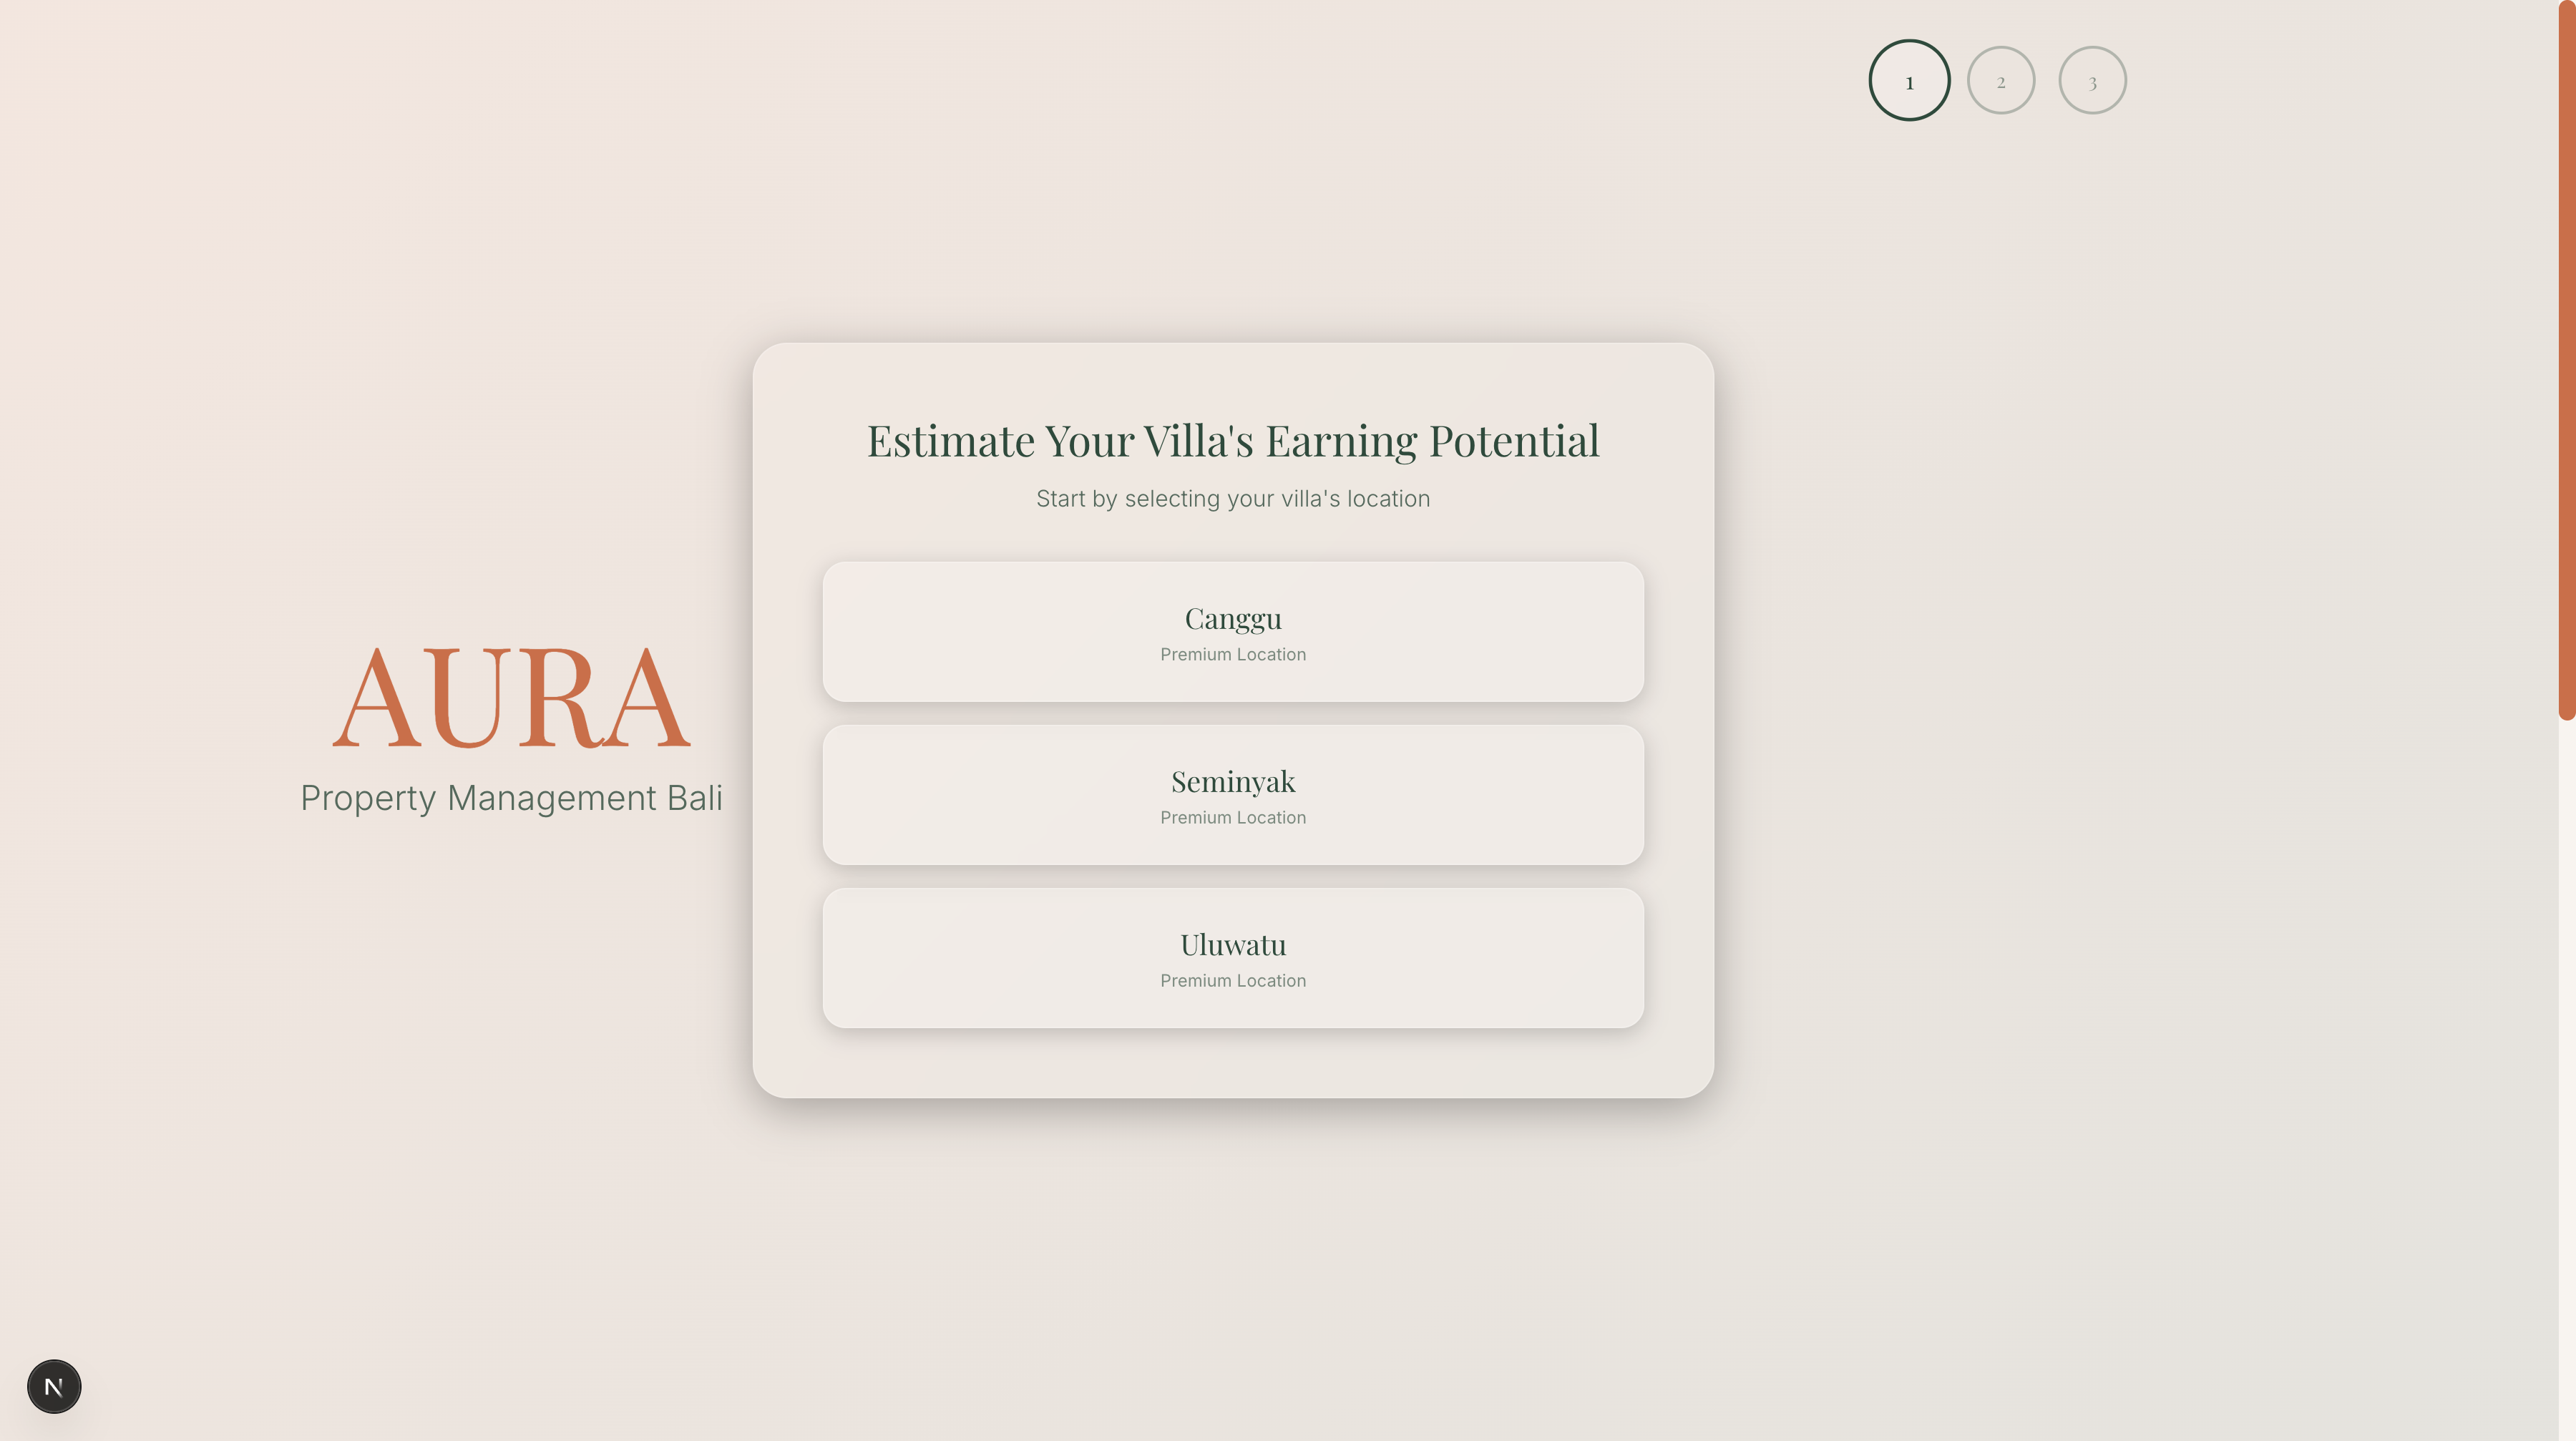 1
2
3
AURA
Property Management Bali
Estimate Your Villa's Earning Potential
Start by selecting your villa's location
Canggu
Premium Location
Seminyak
Premium Location
Uluwatu
Premium Location
N